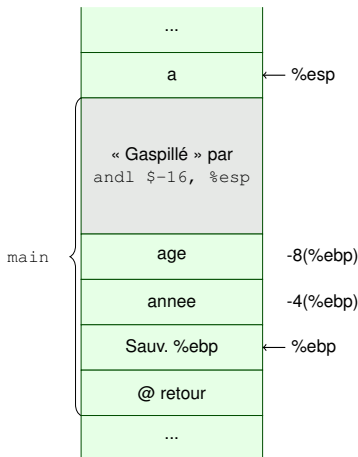 ...
a ← %esp
« Gaspillé » par
andl $-16, %esp
main
age -8(%ebp)
annee -4(%ebp)
Sauv. %ebp ← %ebp
@ retour
...